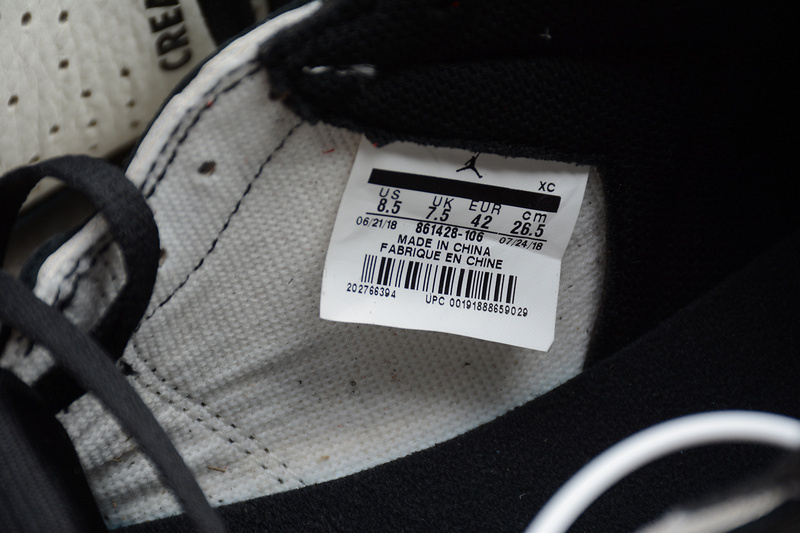 CREA
XC
US UK EUR cm
8.5 7.5 42 26.5
06/21/18 861428-106 07/24/18
MADE IN CHINA
FABRIQUE EN CHINE
202766394 UPC 00191888659029